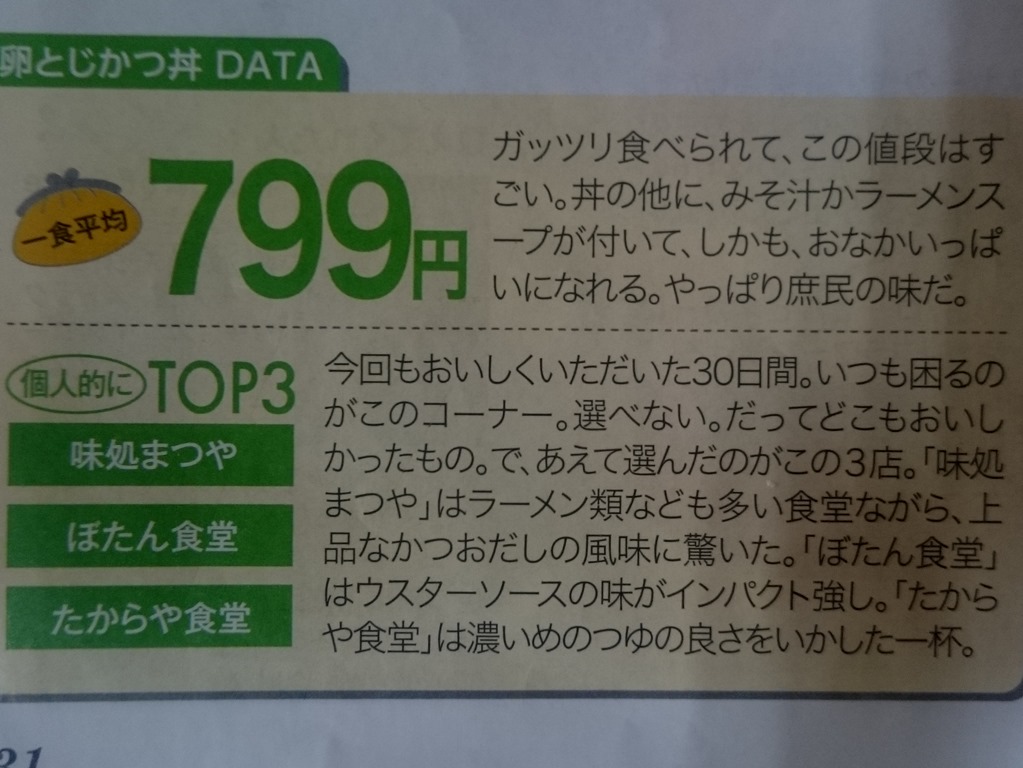 卵とじかつ丼 DATA
一食平均
799円
ガッツリ食べられて、この値段はす
ごい。丼の他に、みそ汁かラーメンス
ープが付いて、しかも、おなかいっぱ
いになれる。やっぱり庶民の味だ。
個人的に TOP3
味処まつや
ぼたん食堂
たからや食堂
今回もおいしくいただいた30日間。いつも困るの
がこのコーナー。選べない。だってどこもおいし
かったもの。で、あえて選んだのがこの3店。「味処
まつや」はラーメン類なども多い食堂ながら、上
品なかつおだしの風味に驚いた。「ぼたん食堂」
はウスターソースの味がインパクト強し。「たから
や食堂」は濃いめのつゆの良さをいかした一杯。
31